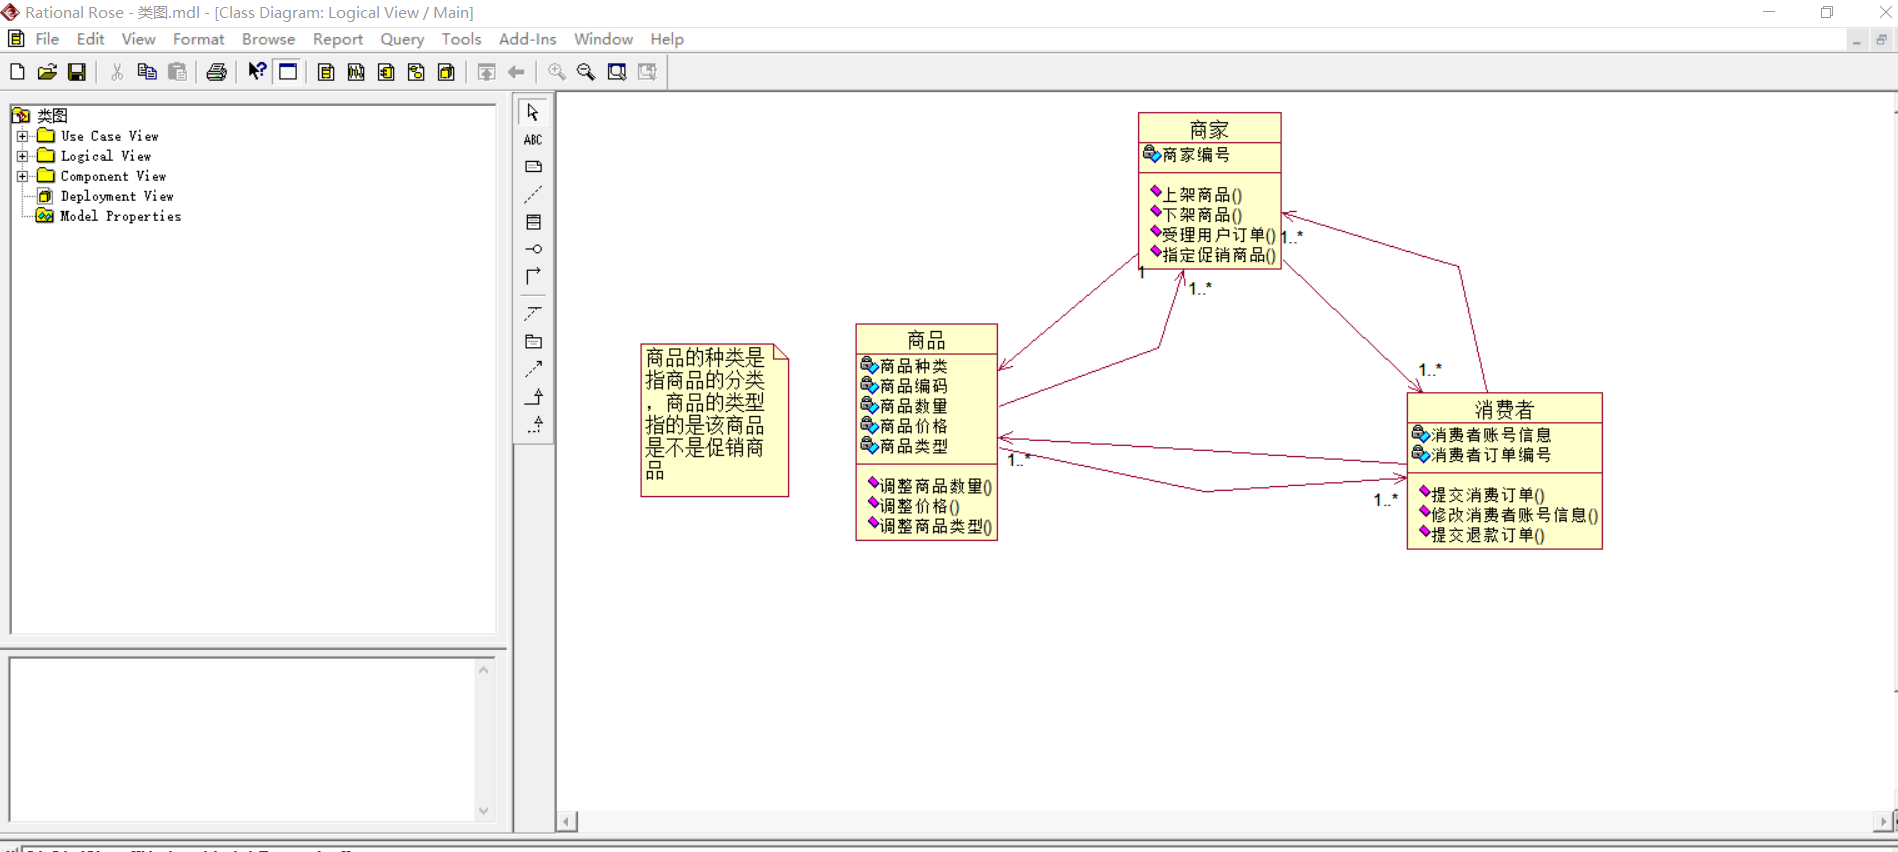 Rational Rose - 类图.mdl - [Class Diagram: Logical View / Main]
File Edit View Format Browse Report Query Tools Add-Ins Window Help
类图
Use Case View
Logical View
Component View
Deployment View
Model Properties
ABC
商家
商家编号
上架商品()
下架商品()
受理用户订单()
指定促销商品()
1..*
1
1..*
商品的种类是
指商品的分类
，商品的类型
指的是该商品
是不是促销商
品
商品
商品种类
商品编码
商品数量
商品价格
商品类型
调整商品数量()
调整价格()
调整商品类型()
1..*
1..*
1..*
消费者
消费者账号信息
消费者订单编号
提交消费订单()
修改消费者账号信息()
提交退款订单()